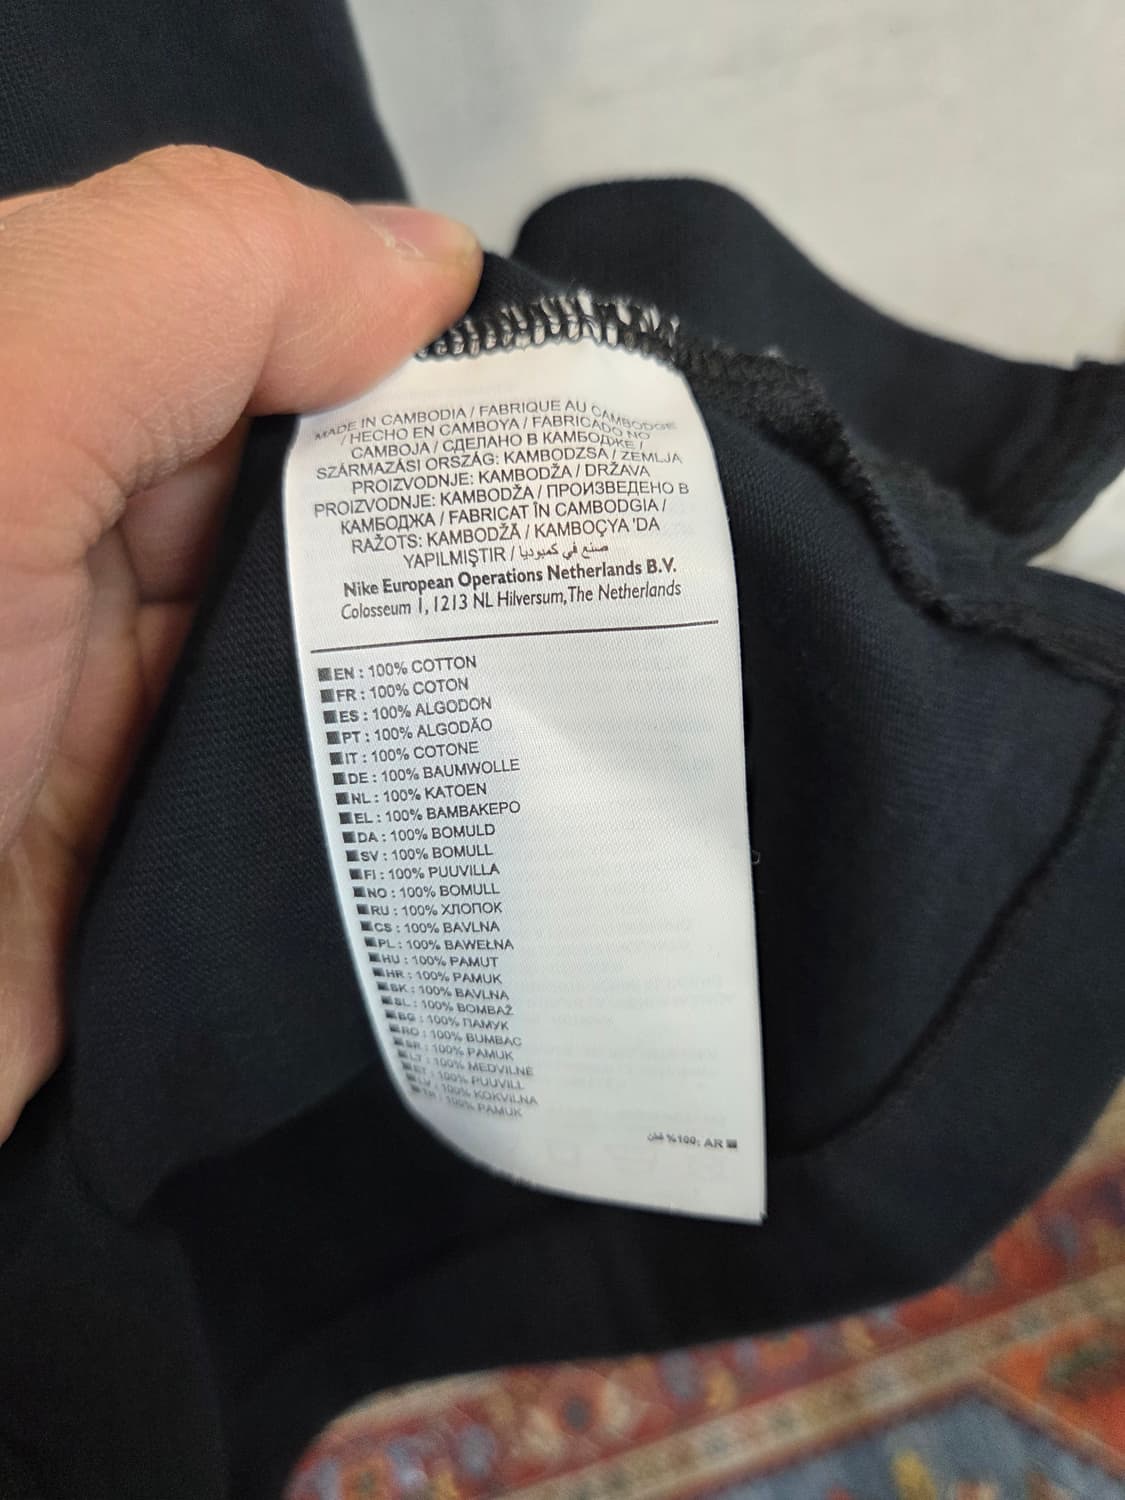 MADE IN CAMBODIA / FABRIQUE AU CAMBODGE
/ HECHO EN CAMBOYA / FABRICADO NO
CAMBOJA / СДЕЛАНО В КАМБОДЖЕ /
SZÁRMAZÁSI ORSZÁG: KAMBODZSA / ZEMLJA
PROIZVODNJE: KAMBODŽA / DRŽAVA
PROIZVODNJE: KAMBODŽA / ПРОИЗВЕДЕНО В
КАМБОДЖА / FABRICAT ÎN CAMBODGIA /
RAŽOTS: KAMBODŽĀ / KAMBOÇYA 'DA
YAPILMIŞTIR / صنع في كمبوديا
Nike European Operations Netherlands B.V.
Colosseum 1, 1213 NL Hilversum, The Netherlands
EN : 100% COTTON
FR : 100% COTON
ES : 100% ALGODON
PT : 100% ALGODÃO
IT : 100% COTONE
DE : 100% BAUMWOLLE
NL : 100% KATOEN
EL : 100% ΒΑΜΒΑΚΕΡΟ
DA : 100% BOMULD
SV : 100% BOMULL
FI : 100% PUUVILLA
NO : 100% BOMULL
RU : 100% ХЛОПОК
CS : 100% BAVLNA
PL : 100% BAWEŁNA
HU : 100% PAMUT
HR : 100% PAMUK
SK : 100% BAVLNA
SL : 100% BOMBAŽ
BG : 100% ПАМУК
RO : 100% BUMBAC
SR : 100% PAMUK
LT : 100% MEDVILNE
ET : 100% PUUVILL
LV : 100% KOKVILNA
TR : 100% PAMUK
AR :100% قطن